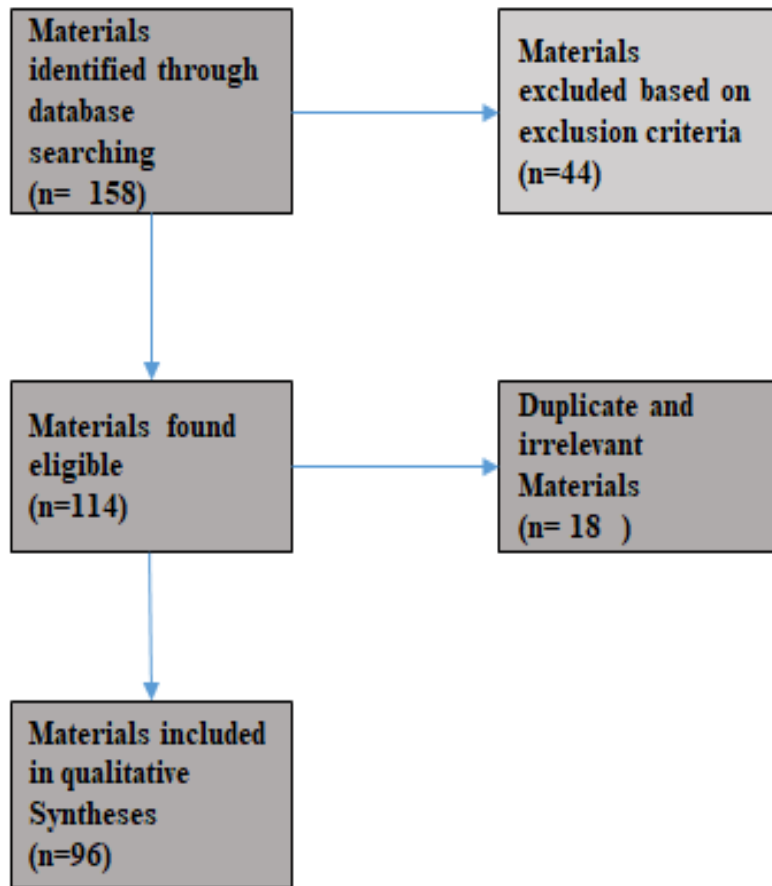 Materials
identified through
database
searching
(n= 158)
Materials
excluded based on
exclusion criteria
(n=44)
Materials found
eligible
(n=114)
Duplicate and
irrelevant
Materials
(n= 18 )
Materials included
in qualitative
Syntheses
(n=96)